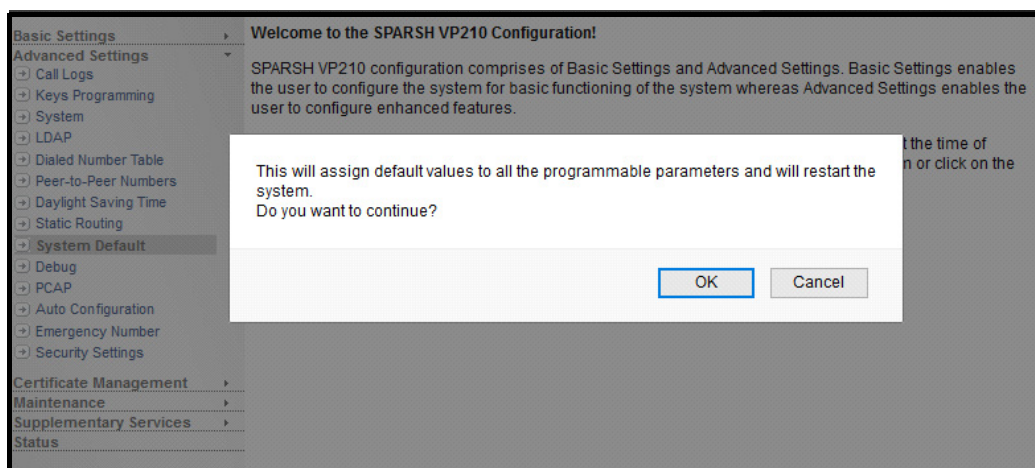 Basic Settings
Advanced Settings
Call Logs
Keys Programming
System
LDAP
Dialed Number Table
Peer-to-Peer Numbers
Daylight Saving Time
Static Routing
System Default
Debug
PCAP
Auto Configuration
Emergency Number
Security Settings
Certificate Management
Maintenance
Supplementary Services
Status
Welcome to the SPARSH VP210 Configuration!
SPARSH VP210 configuration comprises of Basic Settings and Advanced Settings. Basic Settings enables
the user to configure the system for basic functioning of the system whereas Advanced Settings enables the
user to configure enhanced features.
t the time of
n or click on the
This will assign default values to all the programmable parameters and will restart the
system.
Do you want to continue?
OK
Cancel